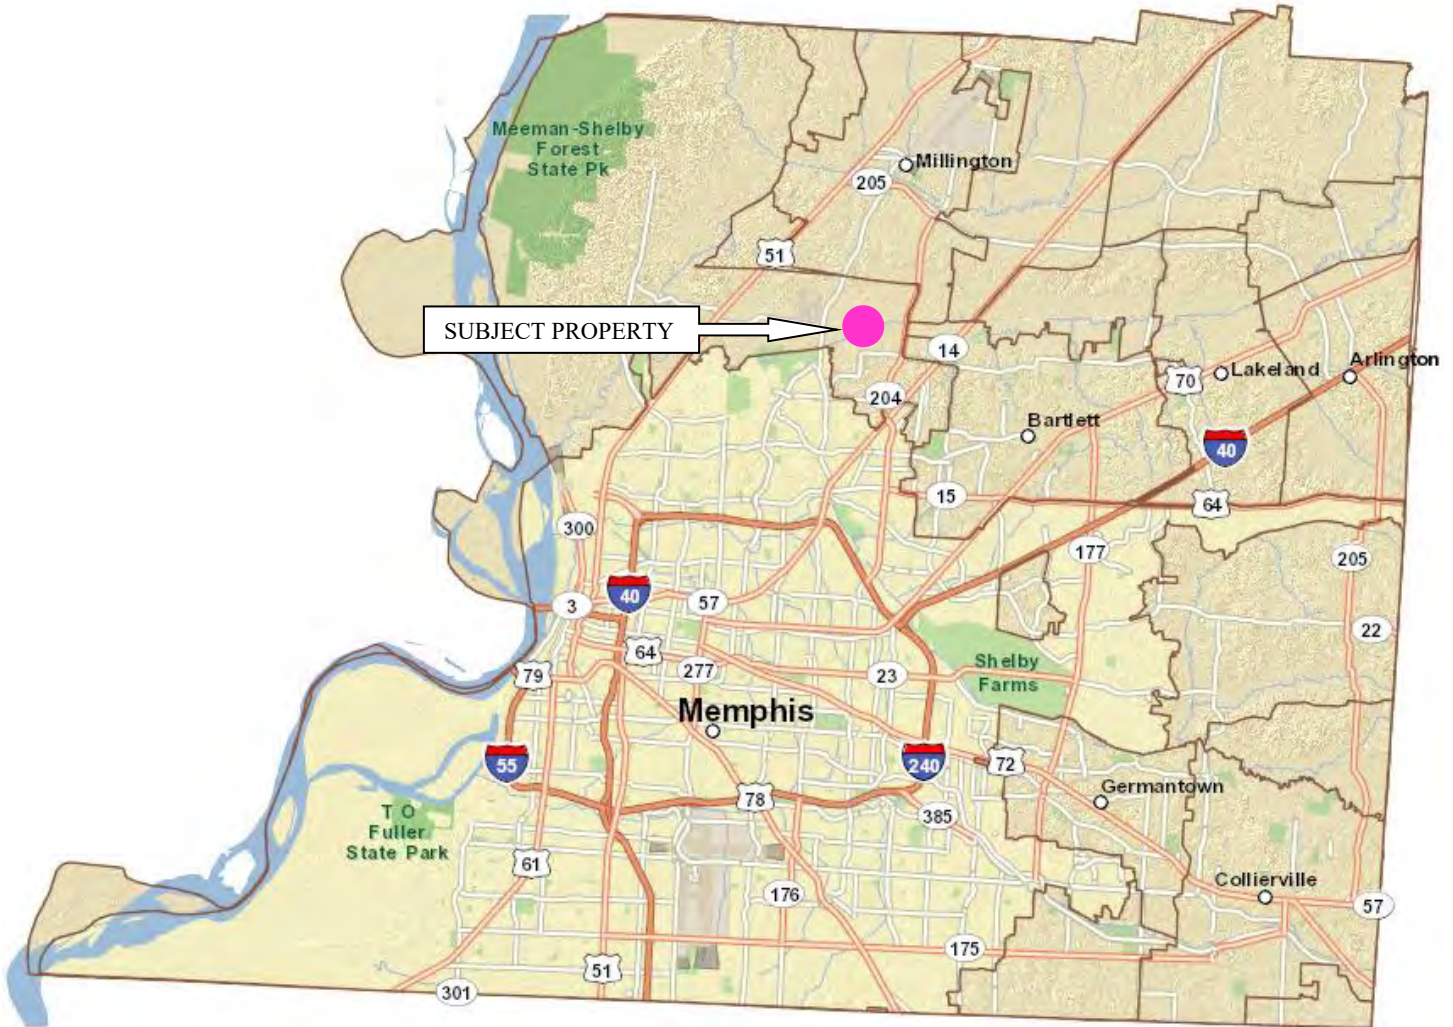 Meeman-Shelby
Forest
State Pk
Millington
205
51
SUBJECT PROPERTY
14
Arlington
70
Lakeland
204
Bartlett
40
15
64
300
177
205
40
3
57
22
64
Shelby
Farms
79
277
23
Memphis
55
240
72
Germantown
78
T O
Fuller
State Park
385
61
Collierville
176
57
175
51
301